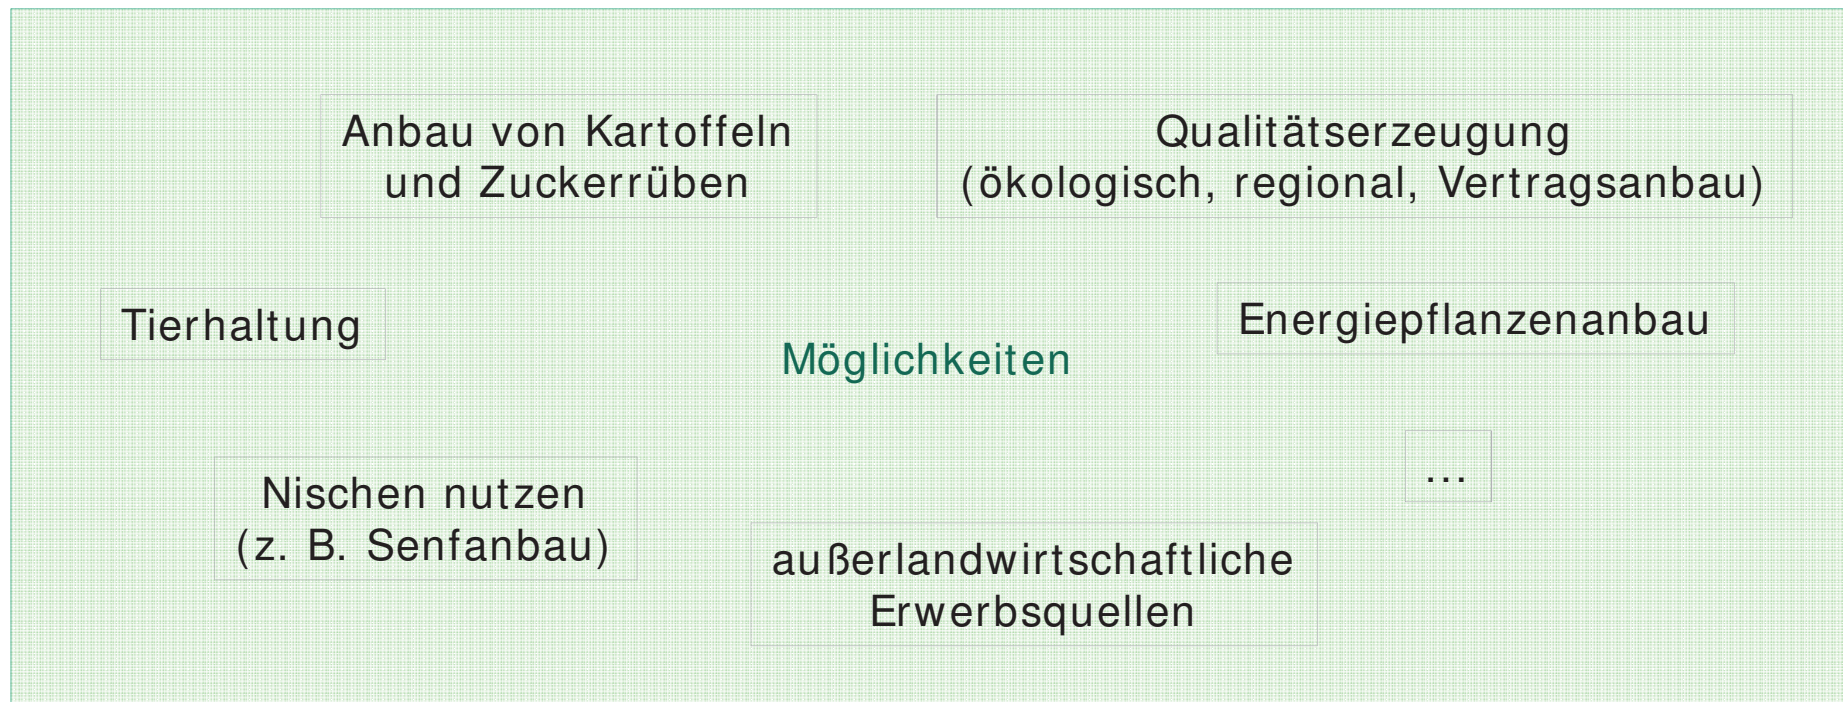 Anbau von Kartoffeln
und Zuckerrüben
Qualitätserzeugung
(ökologisch, regional, Vertragsanbau)
Tierhaltung
Energiepflanzenanbau
Möglichkeiten
...
Nischen nutzen
(z. B. Senfanbau)
außerlandwirtschaftliche
Erwerbsquellen